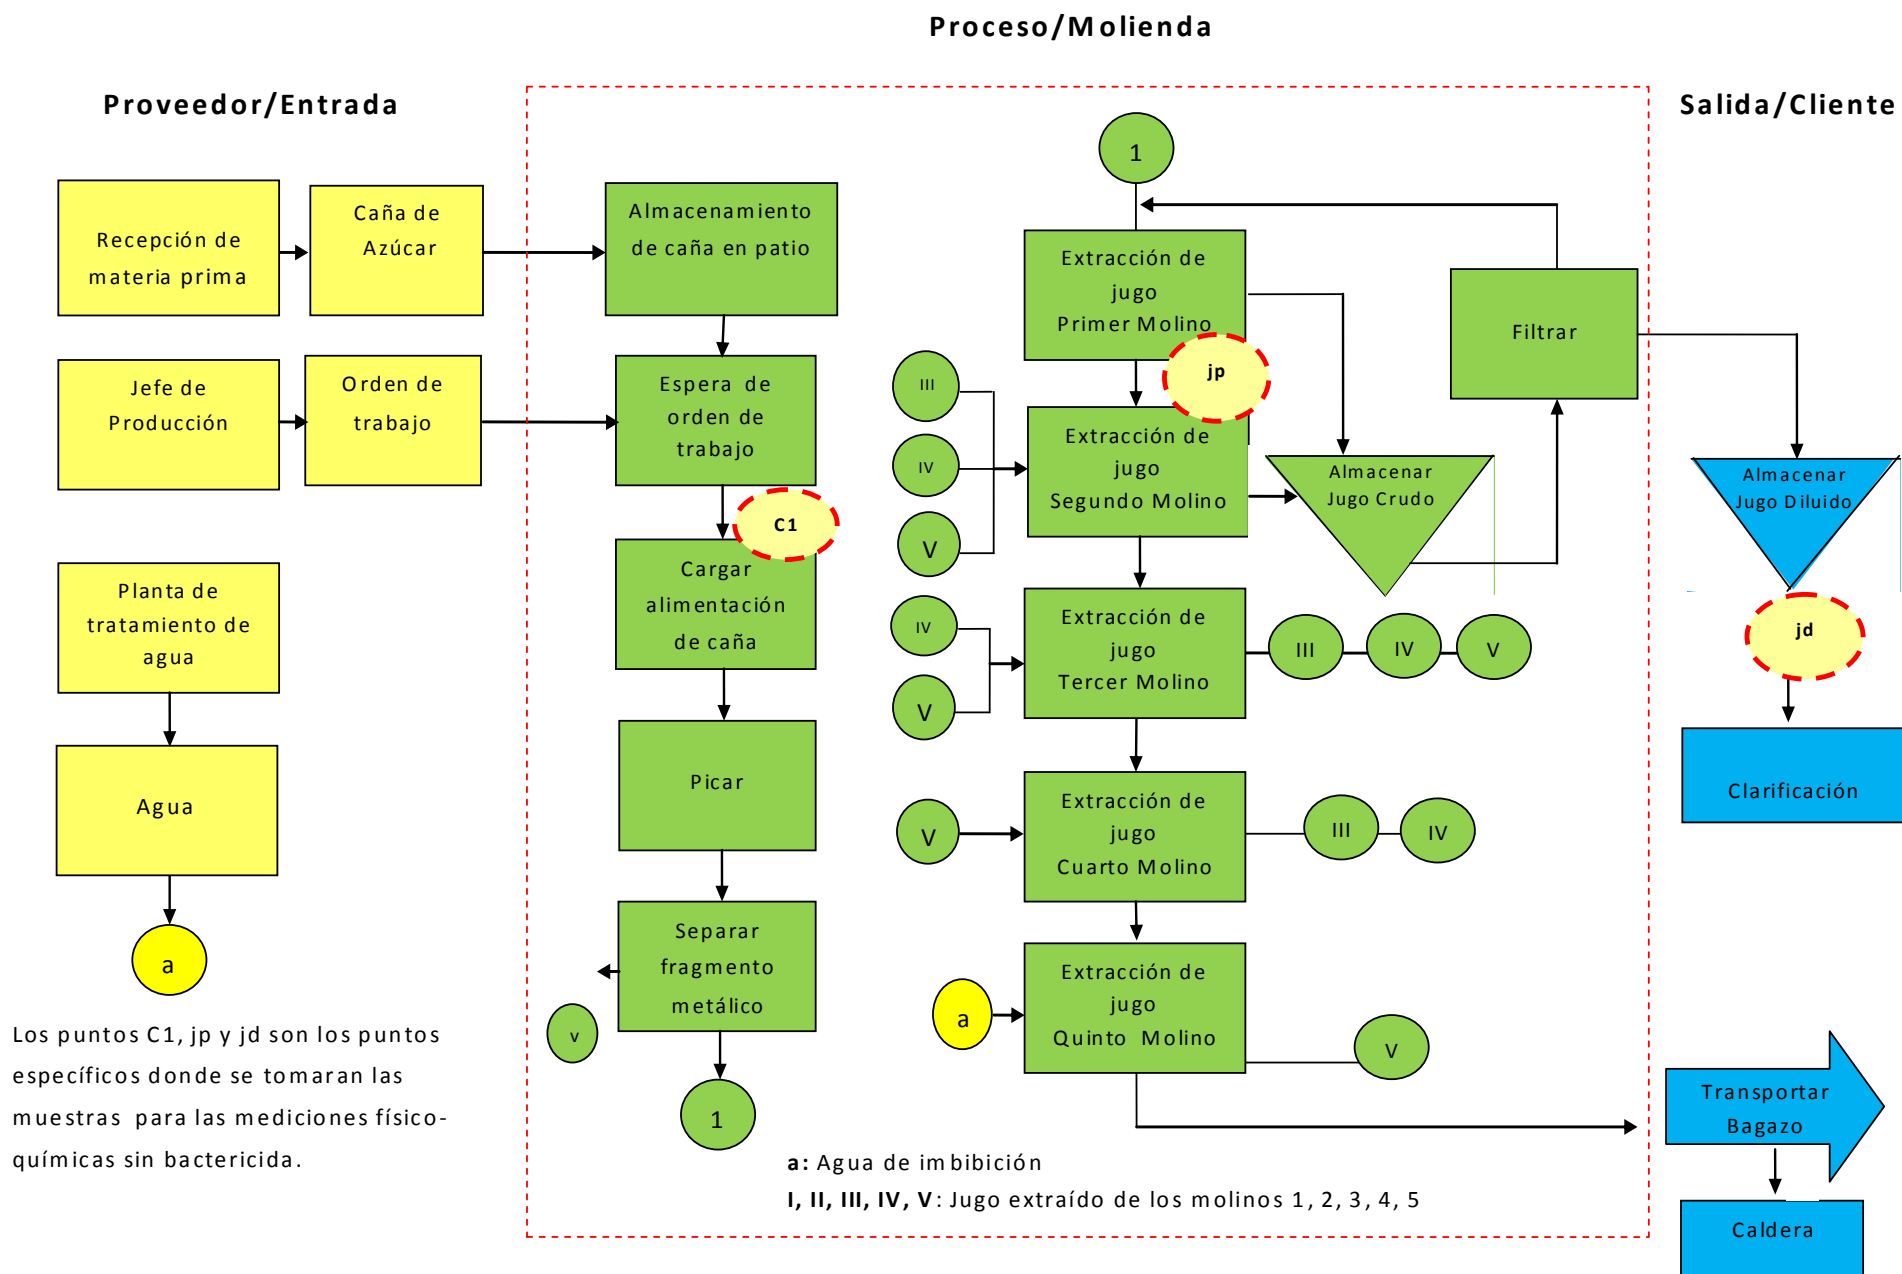 Proceso/Molienda
Proveedor/Entrada
Salida/Cliente
Recepción de
materia prima
Caña de
Azúcar
Jefe de
Producción
Orden de
trabajo
Planta de
tratamiento de
agua
Agua
a
Los puntos C1, jp y jd son los puntos
específicos donde se tomaran las
muestras para las mediciones físico-
químicas sin bactericida.
Almacenamiento
de caña en patio
Espera de
orden de
trabajo
C1
Cargar
alimentación
de caña
Picar
Separar
fragmento
metálico
v
1
1
Extracción de
jugo
Primer Molino
jp
III
IV
V
Extracción de
jugo
Segundo Molino
Almacenar
Jugo Crudo
Filtrar
IV
V
Extracción de
jugo
Tercer Molino
III
IV
V
V
Extracción de
jugo
Cuarto Molino
III
IV
a
Extracción de
jugo
Quinto Molino
V
a: Agua de imbibición
I, II, III, IV, V: Jugo extraído de los molinos 1, 2, 3, 4, 5
Almacenar
Jugo Diluido
jd
Clarificación
Transportar
Bagazo
Caldera